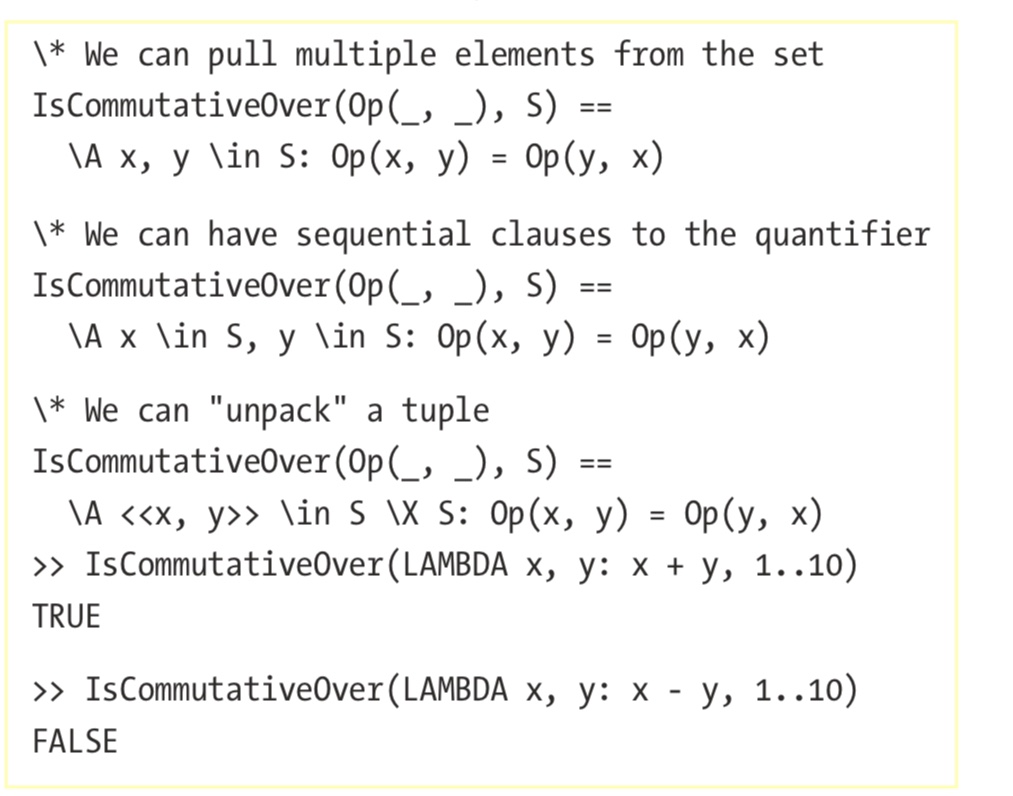 \* We can pull multiple elements from the set
IsCommutativeOver(Op(_, _), S) ==
  \A x, y \in S: Op(x, y) = Op(y, x)
\* We can have sequential clauses to the quantifier
IsCommutativeOver(Op(_, _), S) ==
  \A x \in S, y \in S: Op(x, y) = Op(y, x)
\* We can "unpack" a tuple
IsCommutativeOver(Op(_, _), S) ==
  \A <<x, y>> \in S \X S: Op(x, y) = Op(y, x)
>> IsCommutativeOver(LAMBDA x, y: x + y, 1..10)
TRUE
>> IsCommutativeOver(LAMBDA x, y: x - y, 1..10)
FALSE